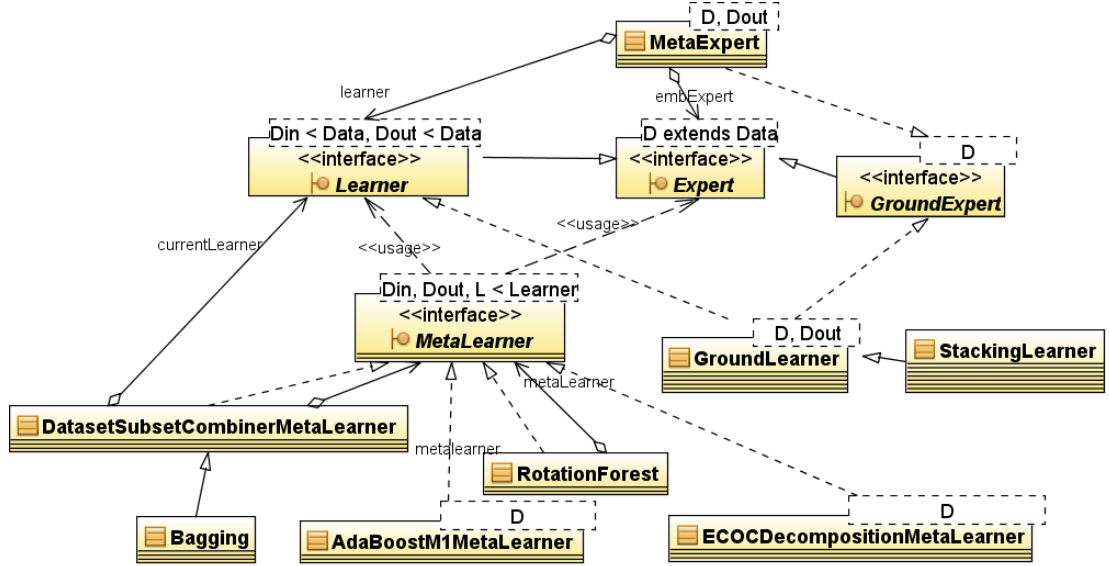 D, Dout
MetaExpert
learner
embExpert
Din < Data, Dout < Data
<<interface>>
Learner
D extends Data
<<interface>>
Expert
D
<<interface>>
GroundExpert
currentLearner
<<usage>>
<<usage>>
Din, Dout, L < Learner
<<interface>>
MetaLearner
D, Dout
GroundLearner
StackingLearner
metaLearner
DatasetSubsetCombinerMetaLearner
metalearner
RotationForest
Bagging
D
AdaBoostM1MetaLearner
D
ECOCDecompositionMetaLearner